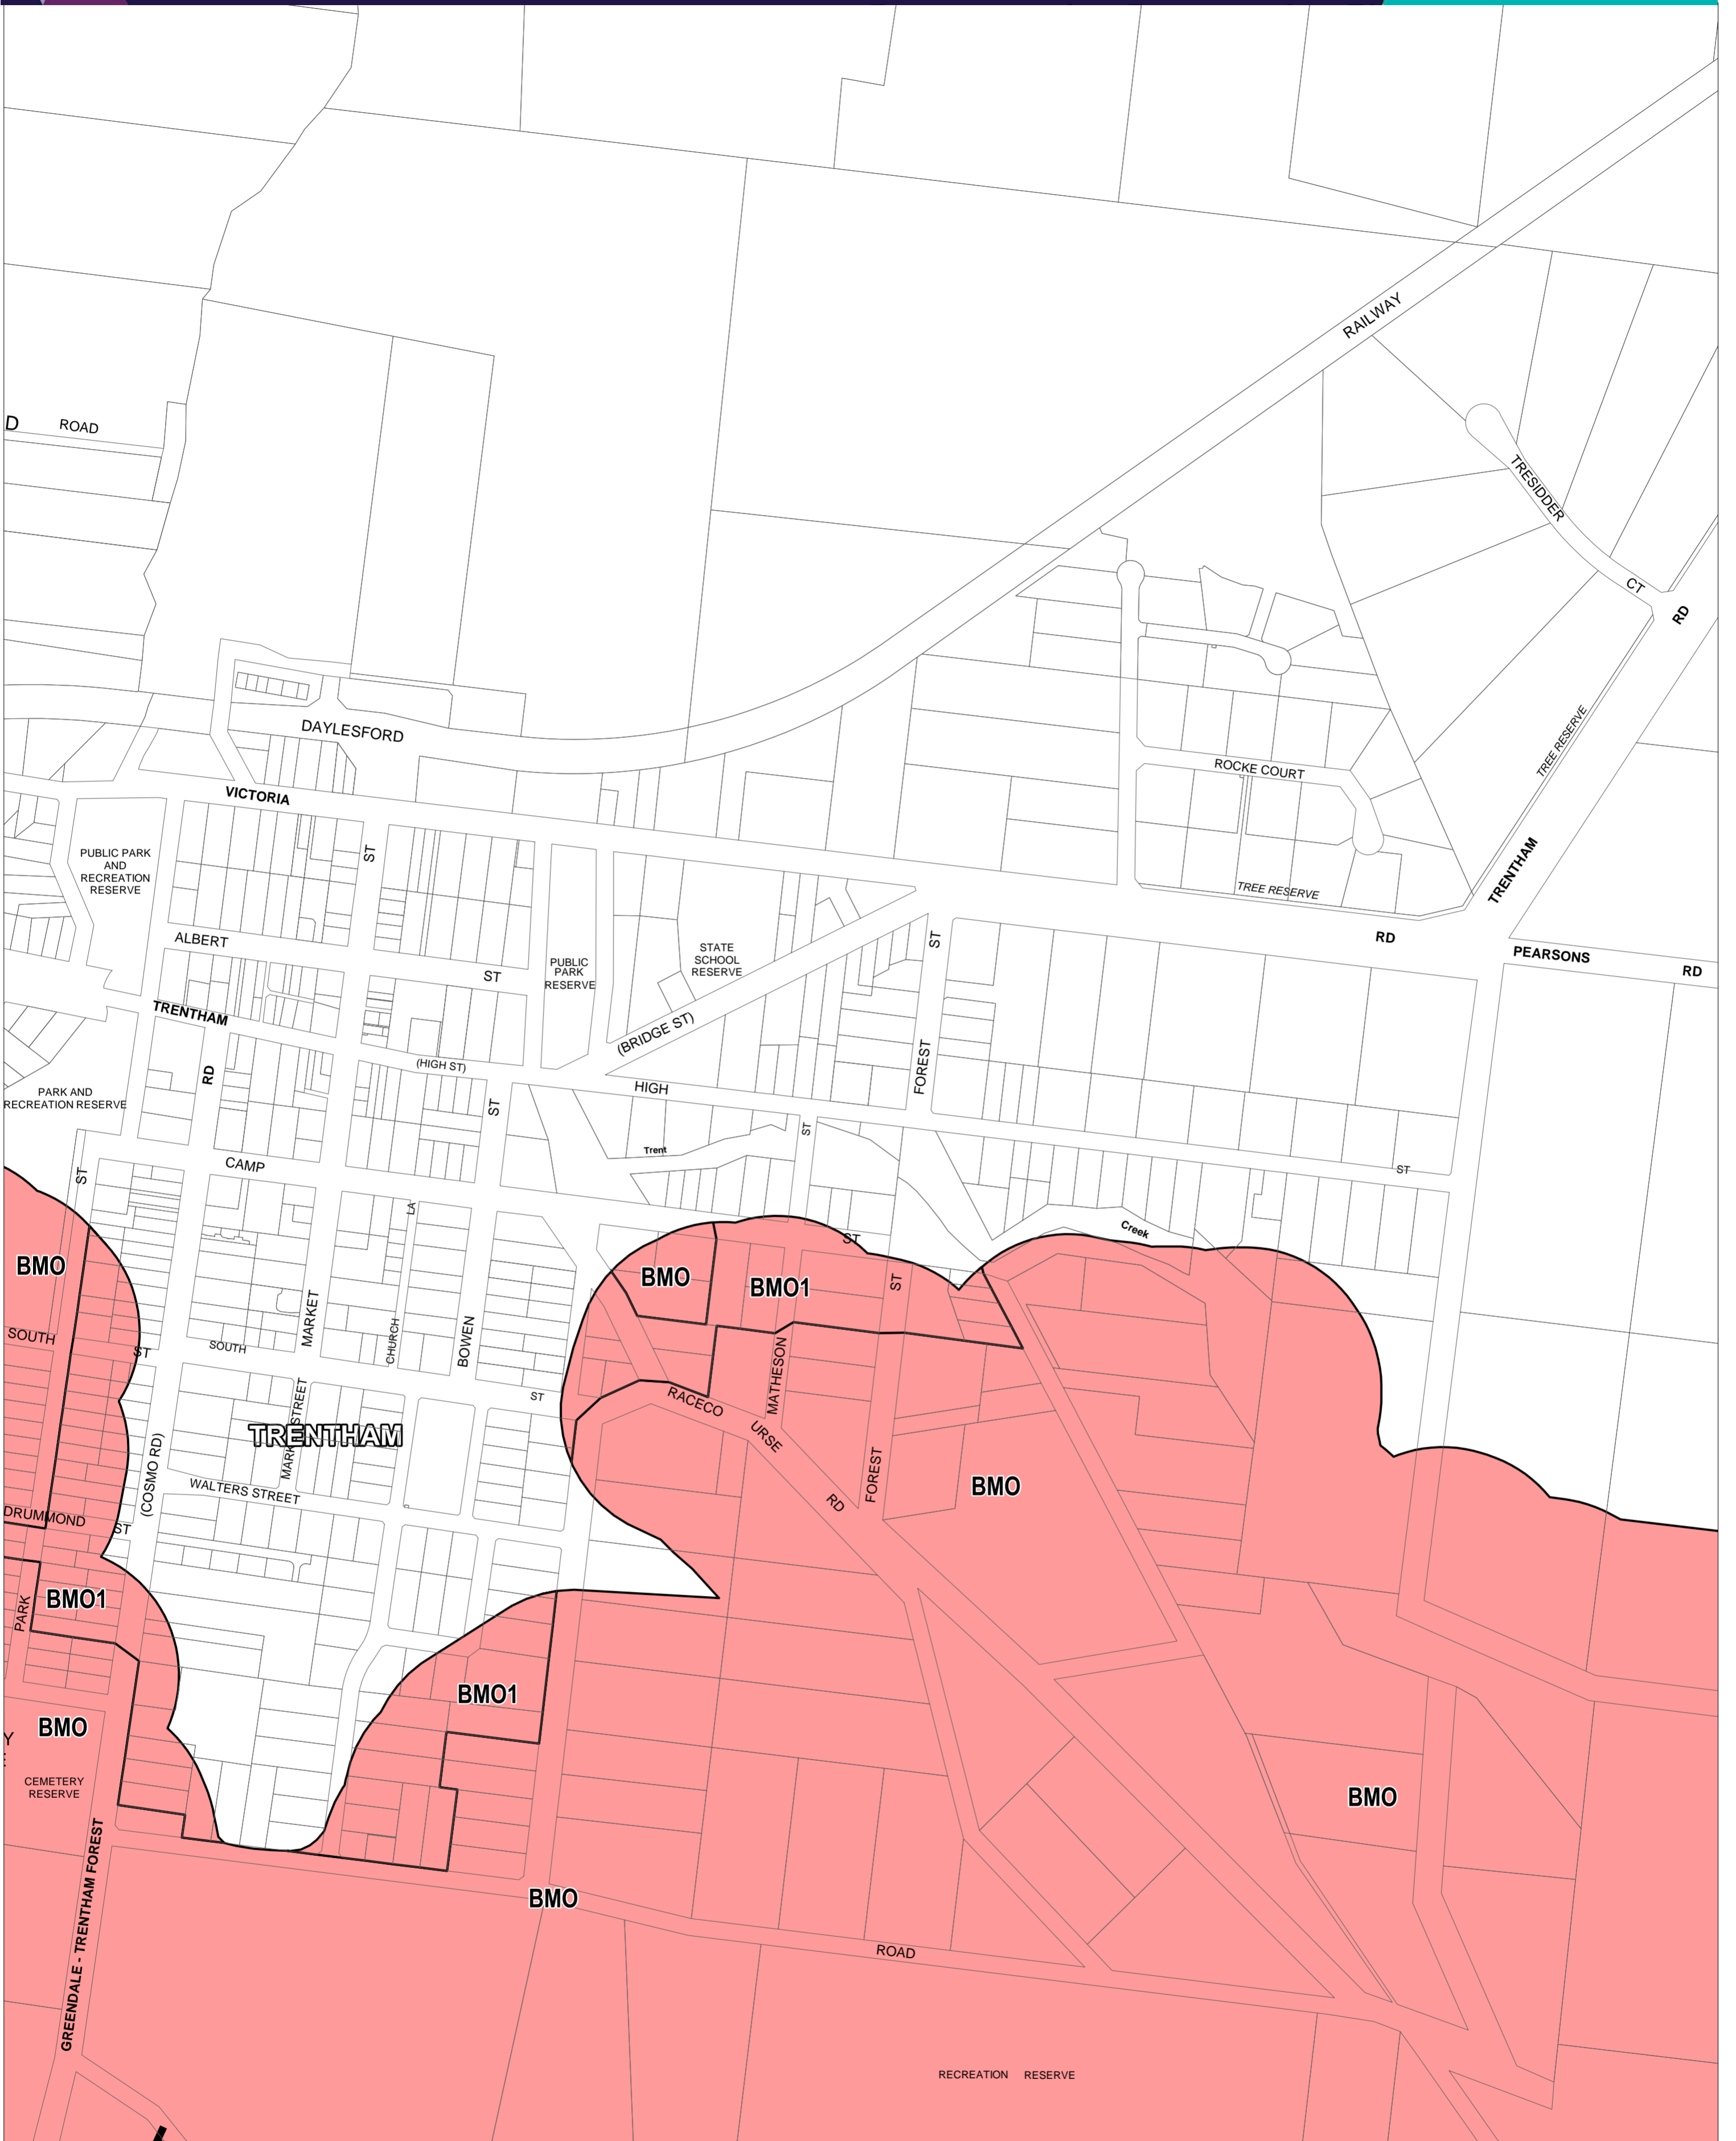 RAILWAY
D ROAD
TRESIDDER
CT
RD
TREE RESERVE
DAYLESFORD
ROCKE COURT
VICTORIA
ST
PUBLIC PARK
AND
RECREATION
RESERVE
TRENTHAM
TREE RESERVE
ALBERT
ST
STATE
SCHOOL
RESERVE
ST
RD
PEARSONS
RD
PUBLIC
PARK
RESERVE
TRENTHAM
(BRIDGE ST)
(HIGH ST)
RD
FOREST
HIGH
PARK AND
RECREATION RESERVE
ST
ST
Trent
CAMP
ST
ST
LA
Creek
ST
BMO
BMO
BMO1
ST
SOUTH
MARKET
SOUTH
CHURCH
BOWEN
ST
MATHESON
ST
RACECO
URSE
MARKET STREET
TRENTHAM
(COSMO RD)
FOREST
BMO
WALTERS STREET
RD
DRUMMOND
ST
BMO1
PARK
BMO1
BMO
Y
CEMETERY
RESERVE
BMO
GREENDALE - TRENTHAM FOREST
BMO
ROAD
RECREATION RESERVE